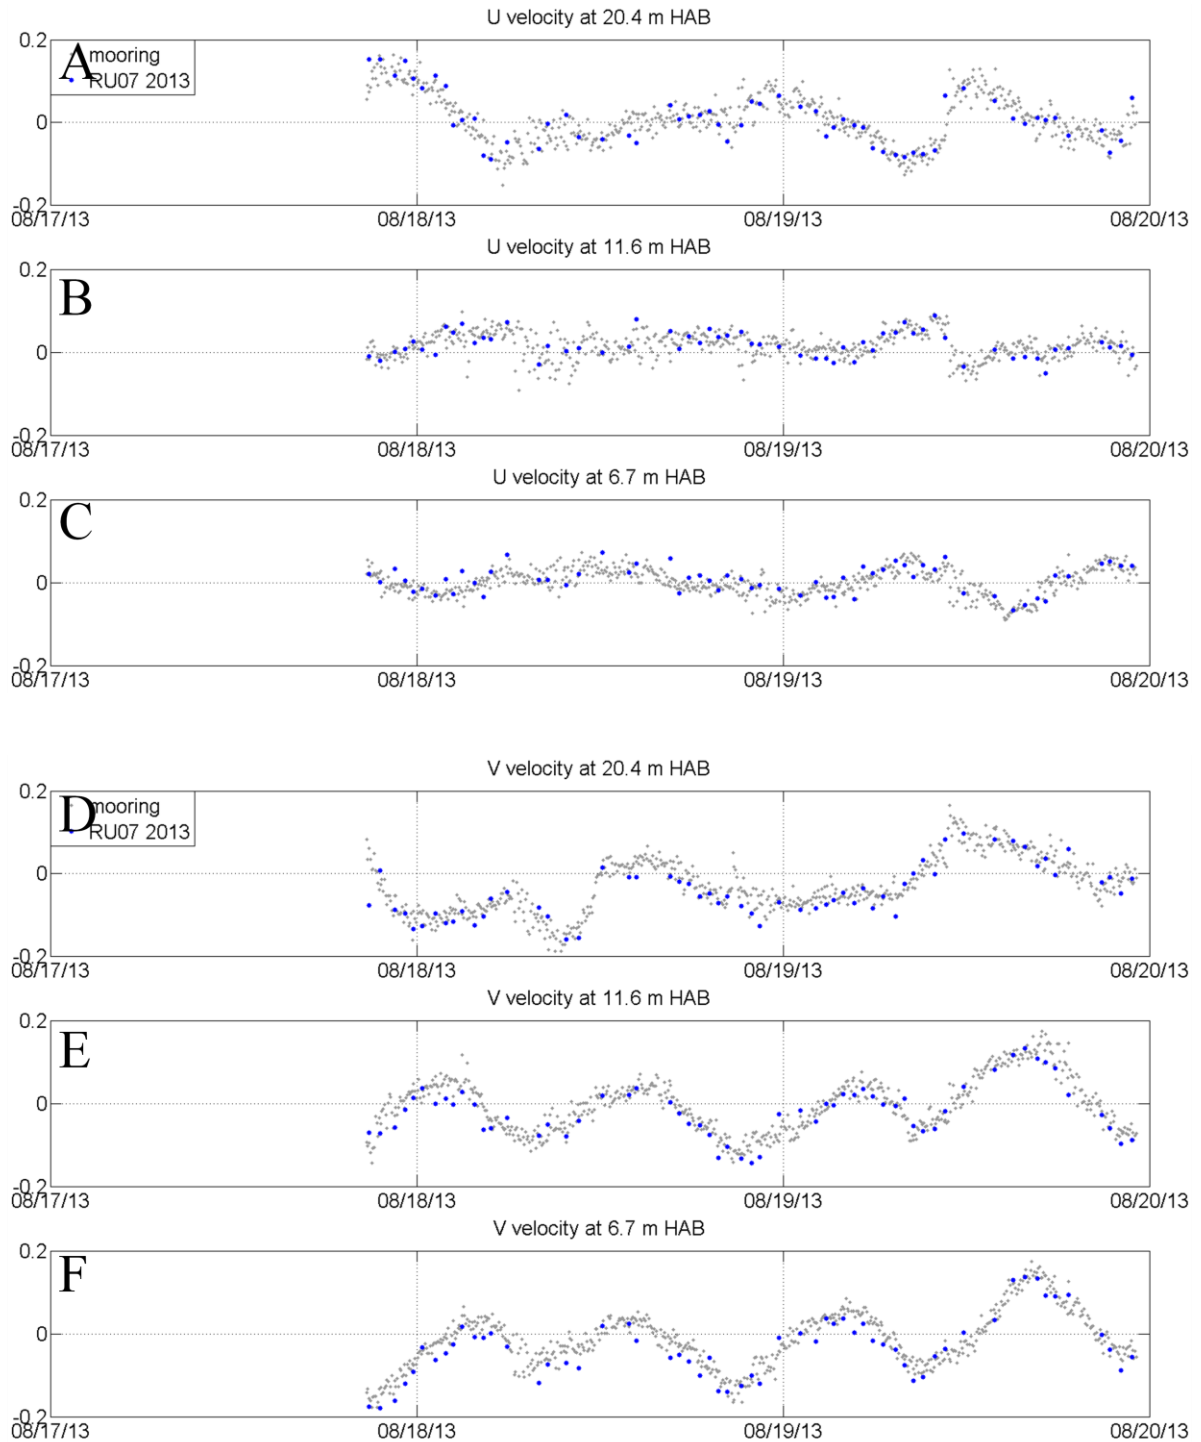 U velocity at 20.4 m HAB
0.2
A
mooring
RU07 2013
0
-0.2
08/17/13 08/18/13 08/19/13 08/20/13
U velocity at 11.6 m HAB
0.2
B
0
-0.2
08/17/13 08/18/13 08/19/13 08/20/13
U velocity at 6.7 m HAB
0.2
C
0
-0.2
08/17/13 08/18/13 08/19/13 08/20/13
V velocity at 20.4 m HAB
0.2
D
mooring
RU07 2013
0
-0.2
08/17/13 08/18/13 08/19/13 08/20/13
V velocity at 11.6 m HAB
0.2
E
0
-0.2
08/17/13 08/18/13 08/19/13 08/20/13
V velocity at 6.7 m HAB
0.2
F
0
-0.2
08/17/13 08/18/13 08/19/13 08/20/13